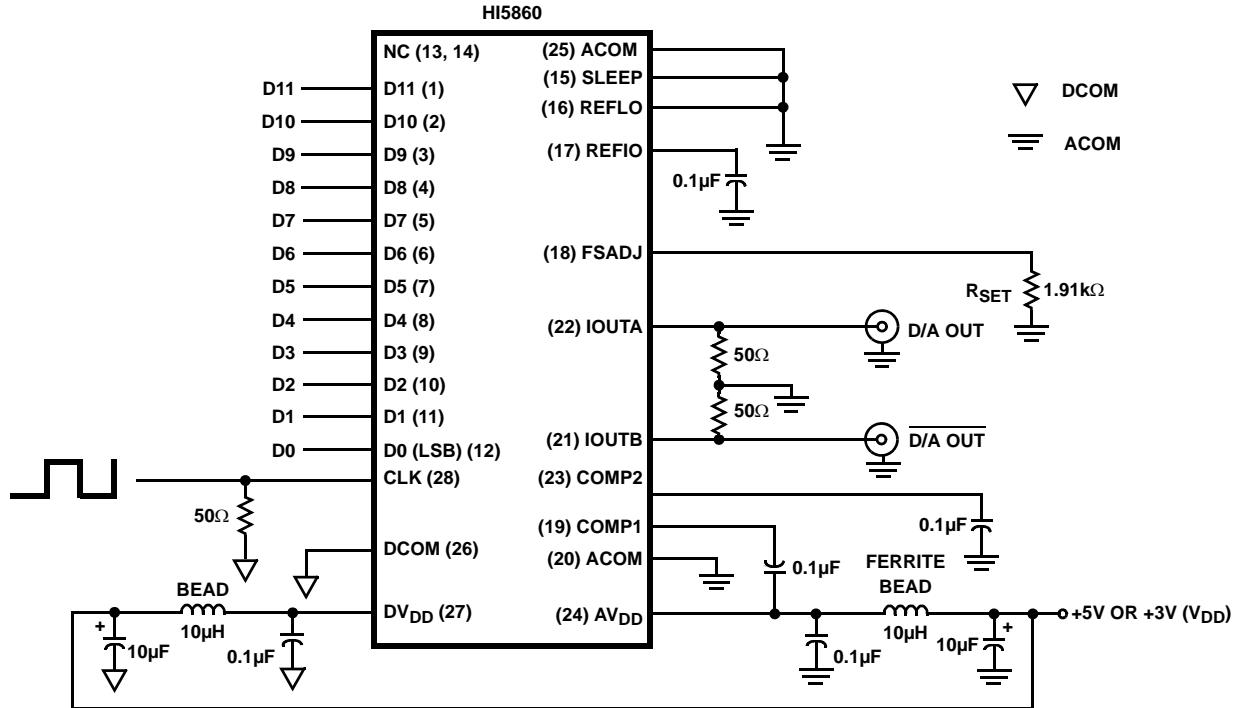 HI5860
NC (13, 14)
D11
D11 (1)
D10
D10 (2)
D9
D9 (3)
D8
D8 (4)
D7
D7 (5)
D6
D6 (6)
D5
D5 (7)
D4
D4 (8)
D3
D3 (9)
D2
D2 (10)
D1
D1 (11)
D0
D0 (LSB) (12)
CLK (28)
50Ω
DCOM (26)
BEAD
10µH
DVDD (27)
+
10µF
0.1µF
(25) ACOM
(15) SLEEP
(16) REFLO
(17) REFIO
0.1µF
(18) FSADJ
RSET
1.91kΩ
(22) IOUTA
D/A OUT
50Ω
50Ω
(21) IOUTB
D/A OUT
(23) COMP2
0.1µF
(19) COMP1
0.1µF
(20) ACOM
FERRITE
BEAD
10µH
(24) AVDD
0.1µF
10µF
+
+5V OR +3V (VDD)
DCOM
ACOM